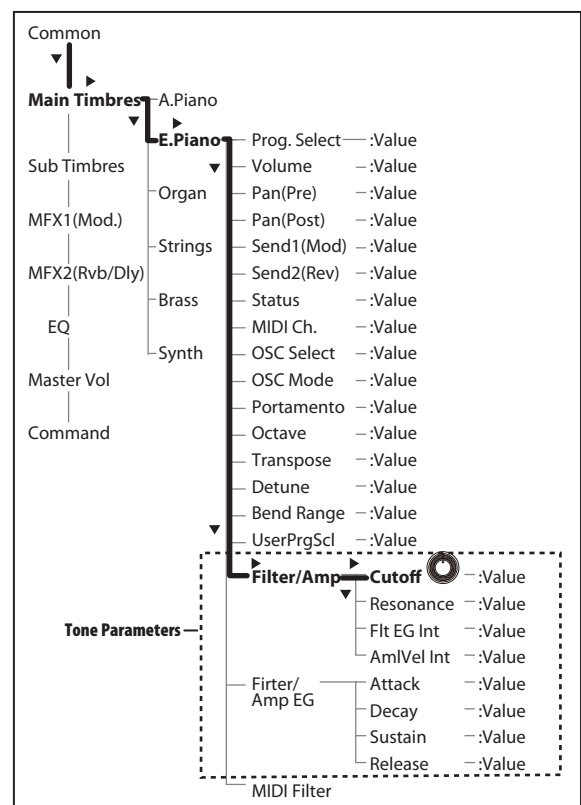 Common
Main Timbres
A.Piano
E.Piano
Prog. Select :Value
Sub Timbres
Volume :Value
Organ
Pan(Pre) :Value
MFX1(Mod.)
Pan(Post) :Value
Strings
Send1(Mod) :Value
MFX2(Rvb/Dly)
Send2(Rev) :Value
Brass
Status :Value
EQ
MIDI Ch. :Value
Synth
OSC Select :Value
Master Vol
OSC Mode :Value
Portamento :Value
Command
Octave :Value
Transpose :Value
Detune :Value
Bend Range :Value
UserPrgScl :Value
Filter/Amp
Cutoff :Value
Resonance :Value
Tone Parameters
Flt EG Int :Value
AmlVel Int :Value
Firter/
Amp EG
Attack :Value
Decay :Value
Sustain :Value
Release :Value
MIDI Filter